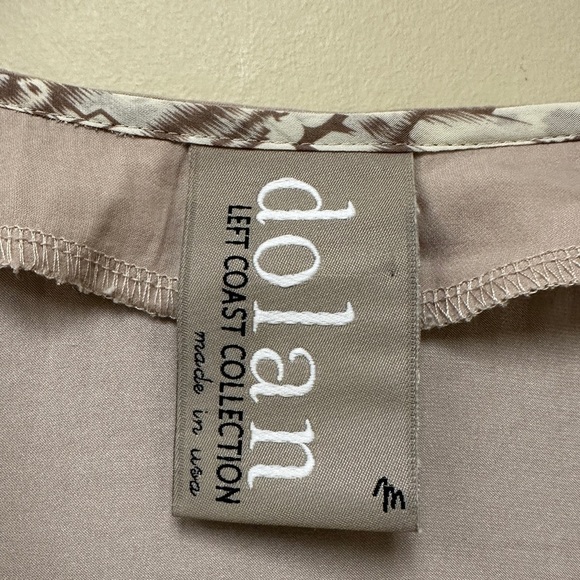 dolan
LEFT COAST COLLECTION
made in usa
M